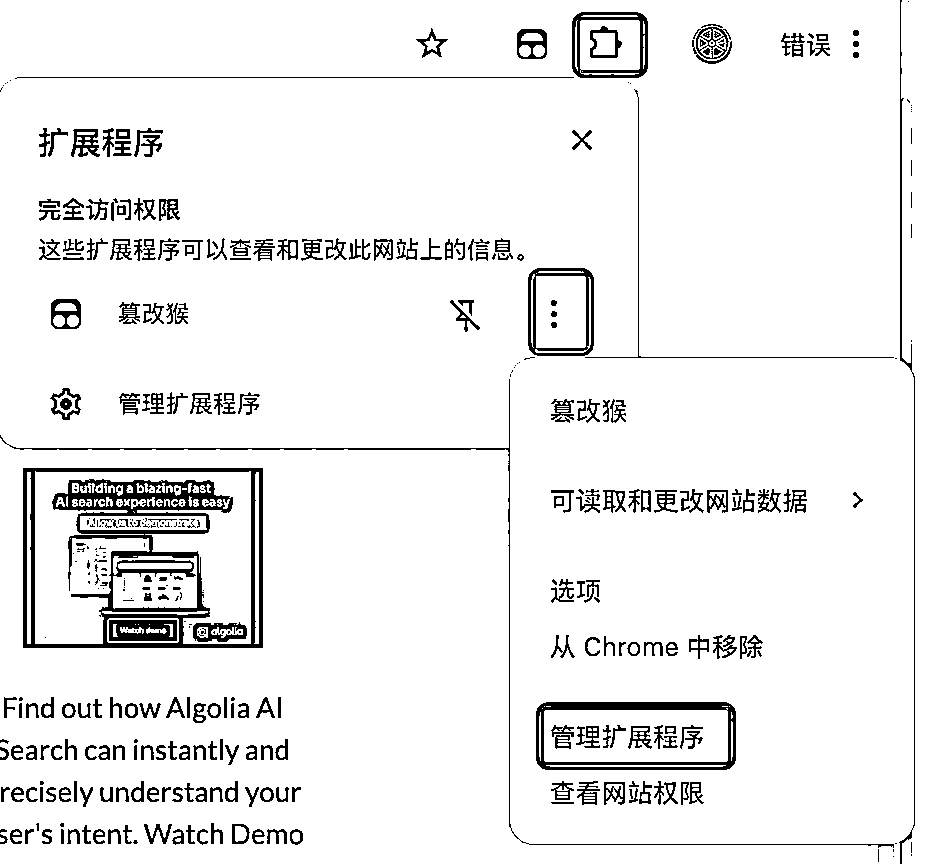 错误
扩展程序
完全访问权限
这些扩展程序可以查看和更改此网站上的信息。
篡改猴
管理扩展程序
篡改猴
可读取和更改网站数据
选项
从 Chrome 中移除
管理扩展程序
查看网站权限
Building a blazing-fast
AI search experience is easy
Allow us to demonstrate
Watch demo
algolia
Find out how Algolia AI
Search can instantly and
recisely understand your
ser's intent. Watch Demo